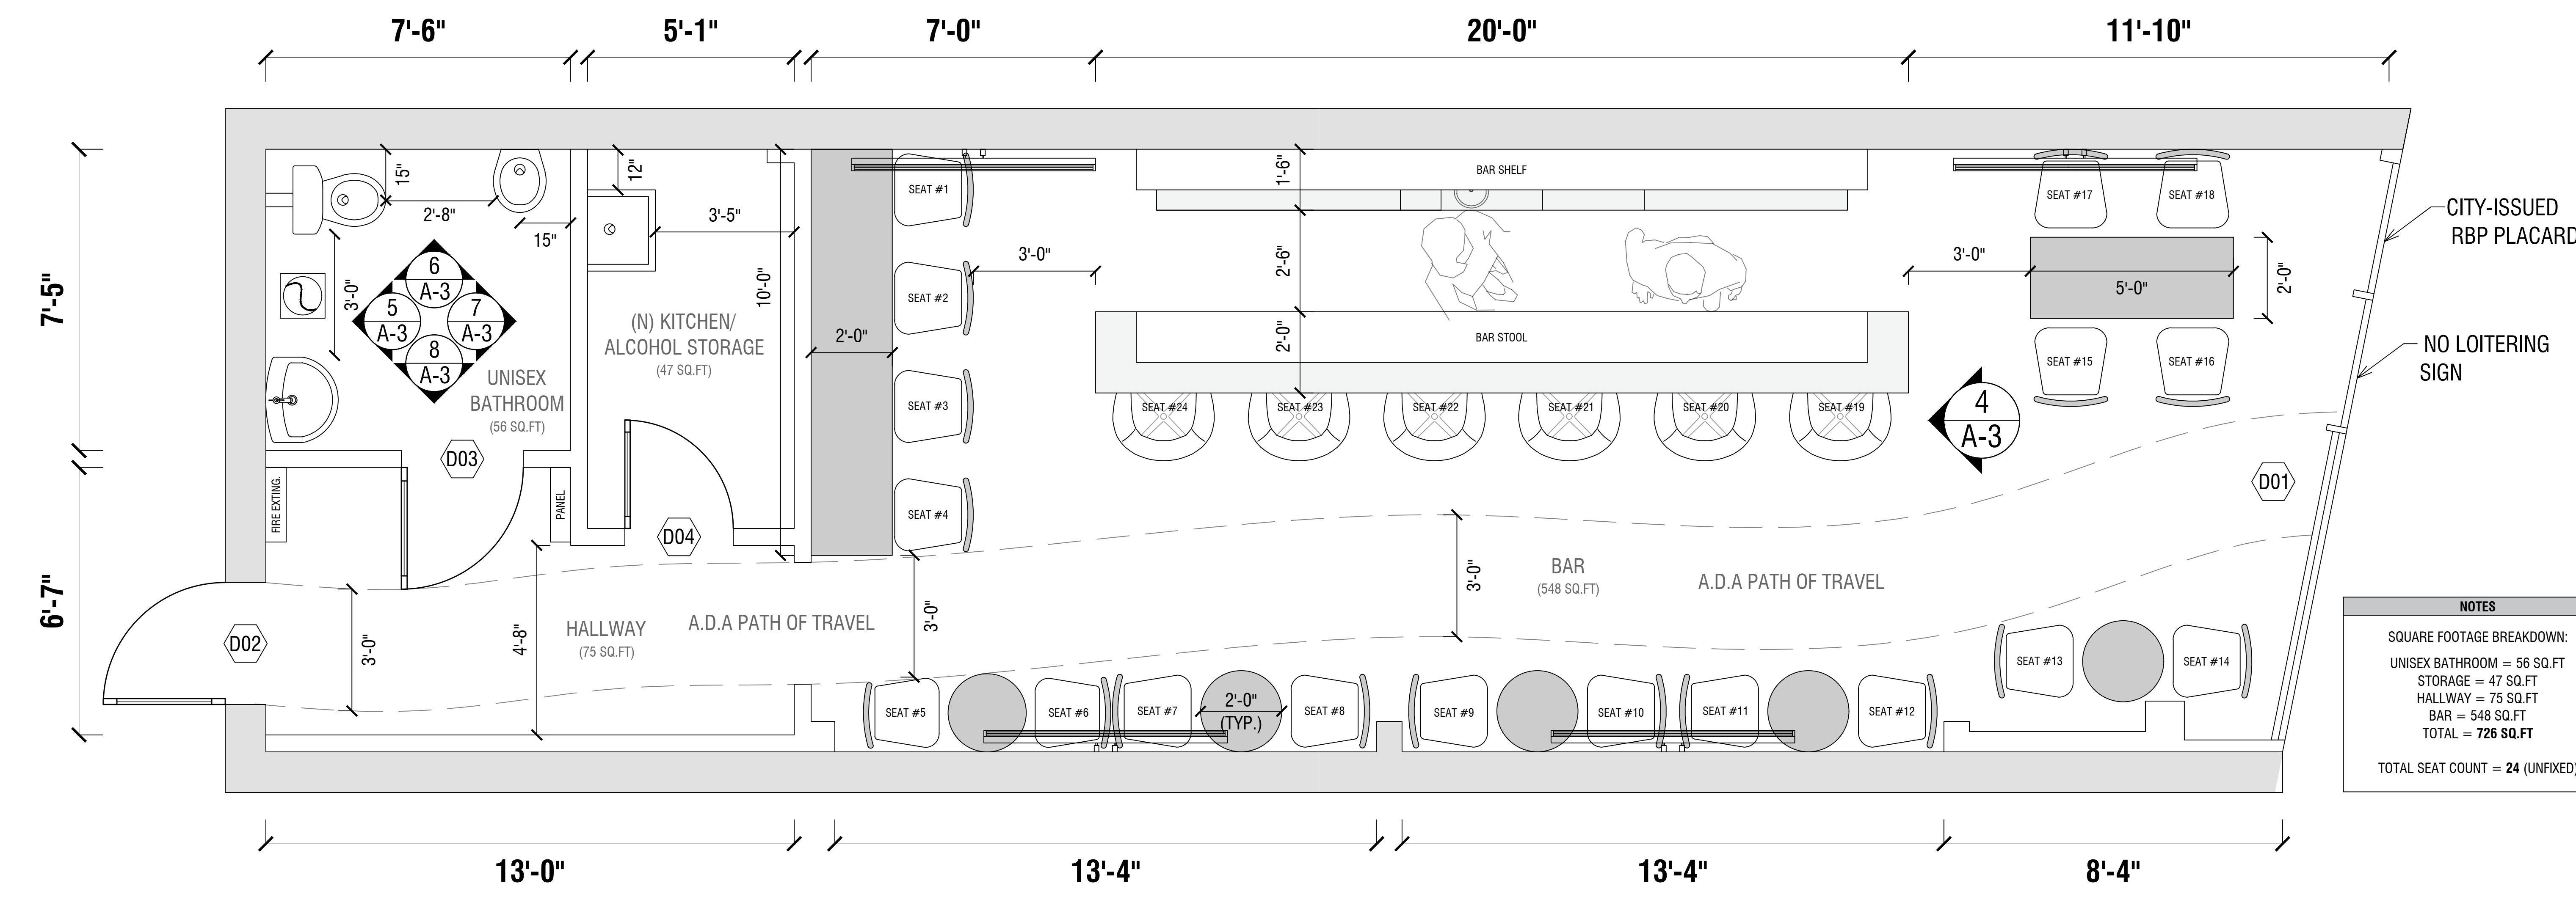 7'-6"
5'-1"
7'-0"
20'-0"
11'-10"
7'-5"
6'-7"
15"
2'-8"
15"
3'-0"
6
A-3
5
A-3
7
A-3
8
A-3
UNISEX
BATHROOM
(56 SQ.FT)
D03
FIRE EXTING.
PANEL
D02
3'-0"
12"
3'-5"
10'-0"
(N) KITCHEN/
ALCOHOL STORAGE
(47 SQ.FT)
D04
4'-8"
HALLWAY
(75 SQ.FT)
A.D.A PATH OF TRAVEL
2'-0"
SEAT #1
SEAT #2
SEAT #3
SEAT #4
3'-0"
3'-0"
1'-6"
2'-6"
2'-0"
BAR SHELF
BAR STOOL
SEAT #24
SEAT #23
SEAT #22
SEAT #21
SEAT #20
SEAT #19
3'-0"
BAR
(548 SQ.FT)
A.D.A PATH OF TRAVEL
SEAT #17
SEAT #18
3'-0"
5'-0"
2'-0"
SEAT #15
SEAT #16
4
A-3
D01
CITY-ISSUED
RBP PLACARD
NO LOITERING
SIGN
SEAT #5
SEAT #6
SEAT #7
2'-0"
(TYP.)
SEAT #8
SEAT #9
SEAT #10
SEAT #11
SEAT #12
SEAT #13
SEAT #14
NOTES
SQUARE FOOTAGE BREAKDOWN:
UNISEX BATHROOM = 56 SQ.FT
STORAGE = 47 SQ.FT
HALLWAY = 75 SQ.FT
BAR = 548 SQ.FT
TOTAL = 726 SQ.FT
TOTAL SEAT COUNT = 24 (UNFIXED)
13'-0"
13'-4"
13'-4"
8'-4"